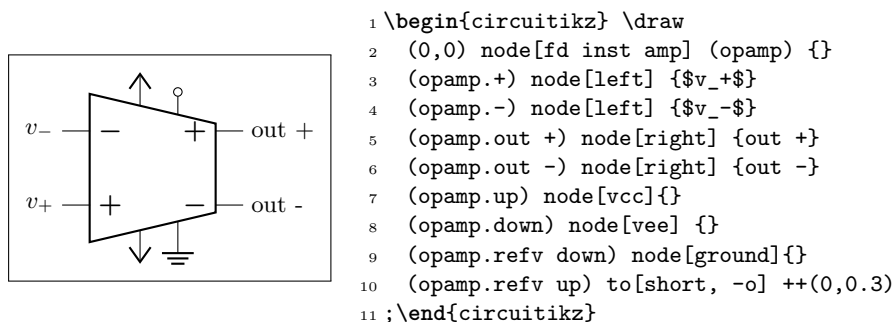 v− − + out +
v+ + − out -
1 \begin{circuitikz} \draw
2 (0,0) node[fd inst amp] (opamp) {}
3 (opamp.+) node[left] {$v_+$}
4 (opamp.-) node[left] {$v_-$}
5 (opamp.out +) node[right] {out +}
6 (opamp.out -) node[right] {out -}
7 (opamp.up) node[vcc]{}
8 (opamp.down) node[vee] {}
9 (opamp.refv down) node[ground]{}
10 (opamp.refv up) to[short, -o] ++(0,0.3)
11 ;\end{circuitikz}